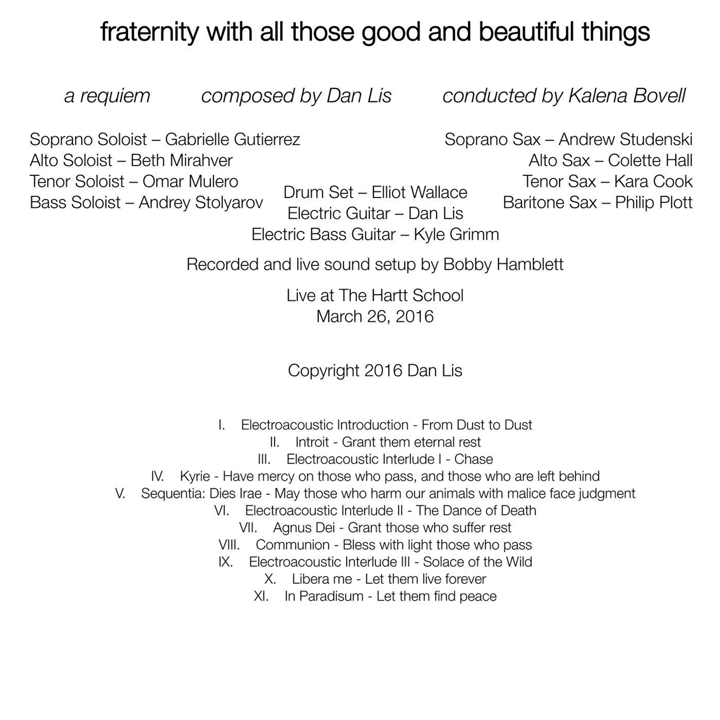 fraternity with all those good and beautiful things
a requiem composed by Dan Lis conducted by Kalena Bovell
Soprano Soloist – Gabrielle Gutierrez
Alto Soloist – Beth Mirahver
Tenor Soloist – Omar Mulero
Bass Soloist – Andrey Stolyarov
Drum Set – Elliot Wallace
Electric Guitar – Dan Lis
Electric Bass Guitar – Kyle Grimm
Soprano Sax – Andrew Studenski
Alto Sax – Colette Hall
Tenor Sax – Kara Cook
Baritone Sax – Philip Plott
Recorded and live sound setup by Bobby Hamblett
Live at The Hartt School
March 26, 2016
Copyright 2016 Dan Lis
I. Electroacoustic Introduction - From Dust to Dust
II. Introit - Grant them eternal rest
III. Electroacoustic Interlude I - Chase
IV. Kyrie - Have mercy on those who pass, and those who are left behind
V. Sequentia: Dies Irae - May those who harm our animals with malice face judgment
VI. Electroacoustic Interlude II - The Dance of Death
VII. Agnus Dei - Grant those who suffer rest
VIII. Communion - Bless with light those who pass
IX. Electroacoustic Interlude III - Solace of the Wild
X. Libera me - Let them live forever
XI. In Paradisum - Let them find peace